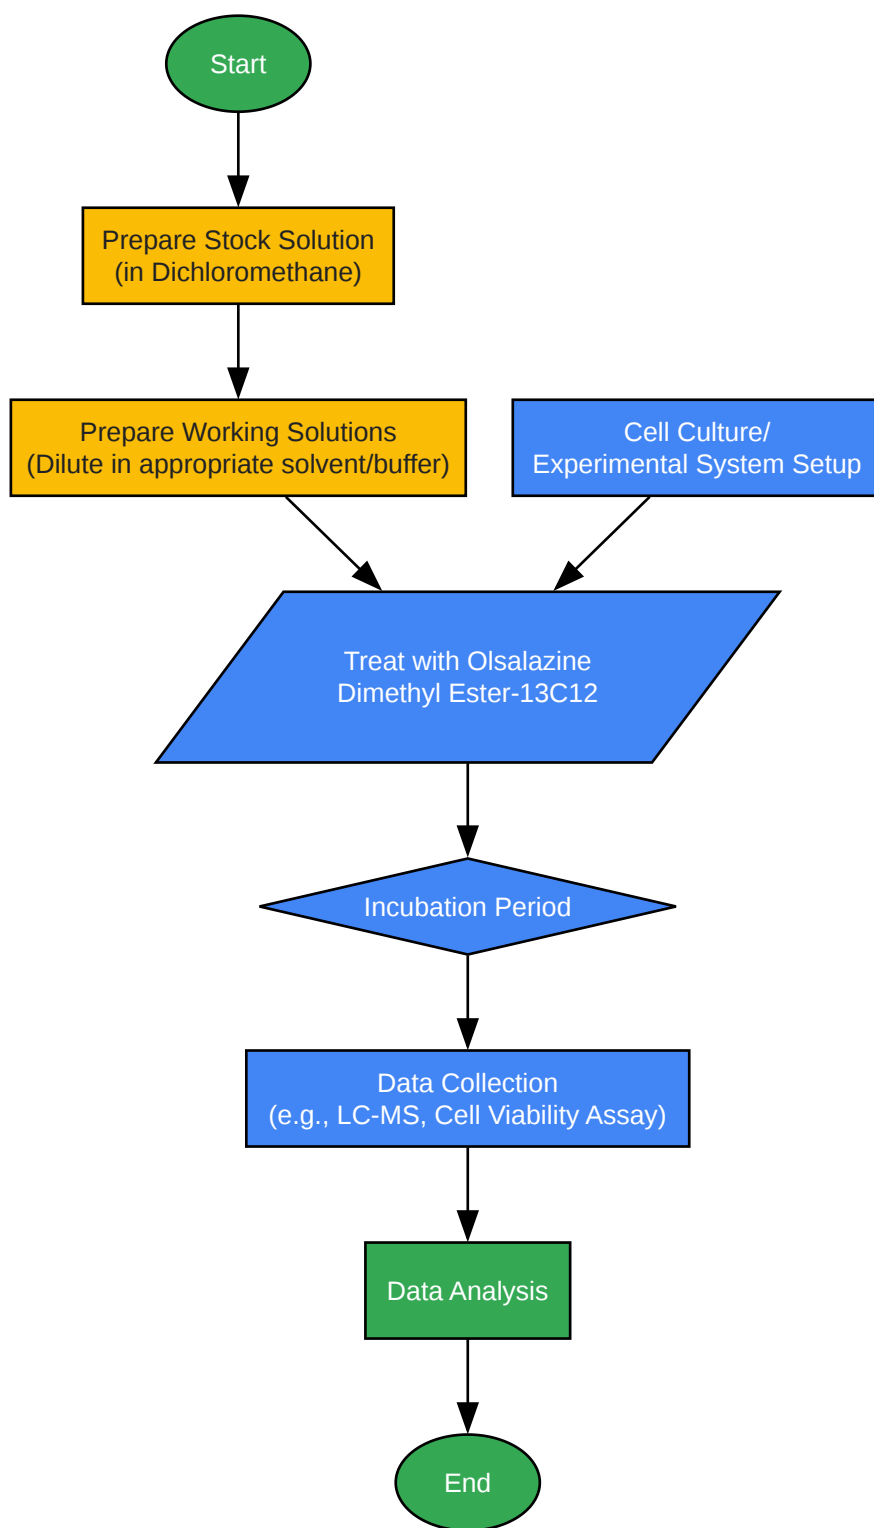 Start
Prepare Stock Solution
(in Dichloromethane)
Prepare Working Solutions
(Dilute in appropriate solvent/buffer)
Cell Culture/
Experimental System Setup
Treat with Olsalazine
Dimethyl Ester-13C12
Incubation Period
Data Collection
(e.g., LC-MS, Cell Viability Assay)
Data Analysis
End